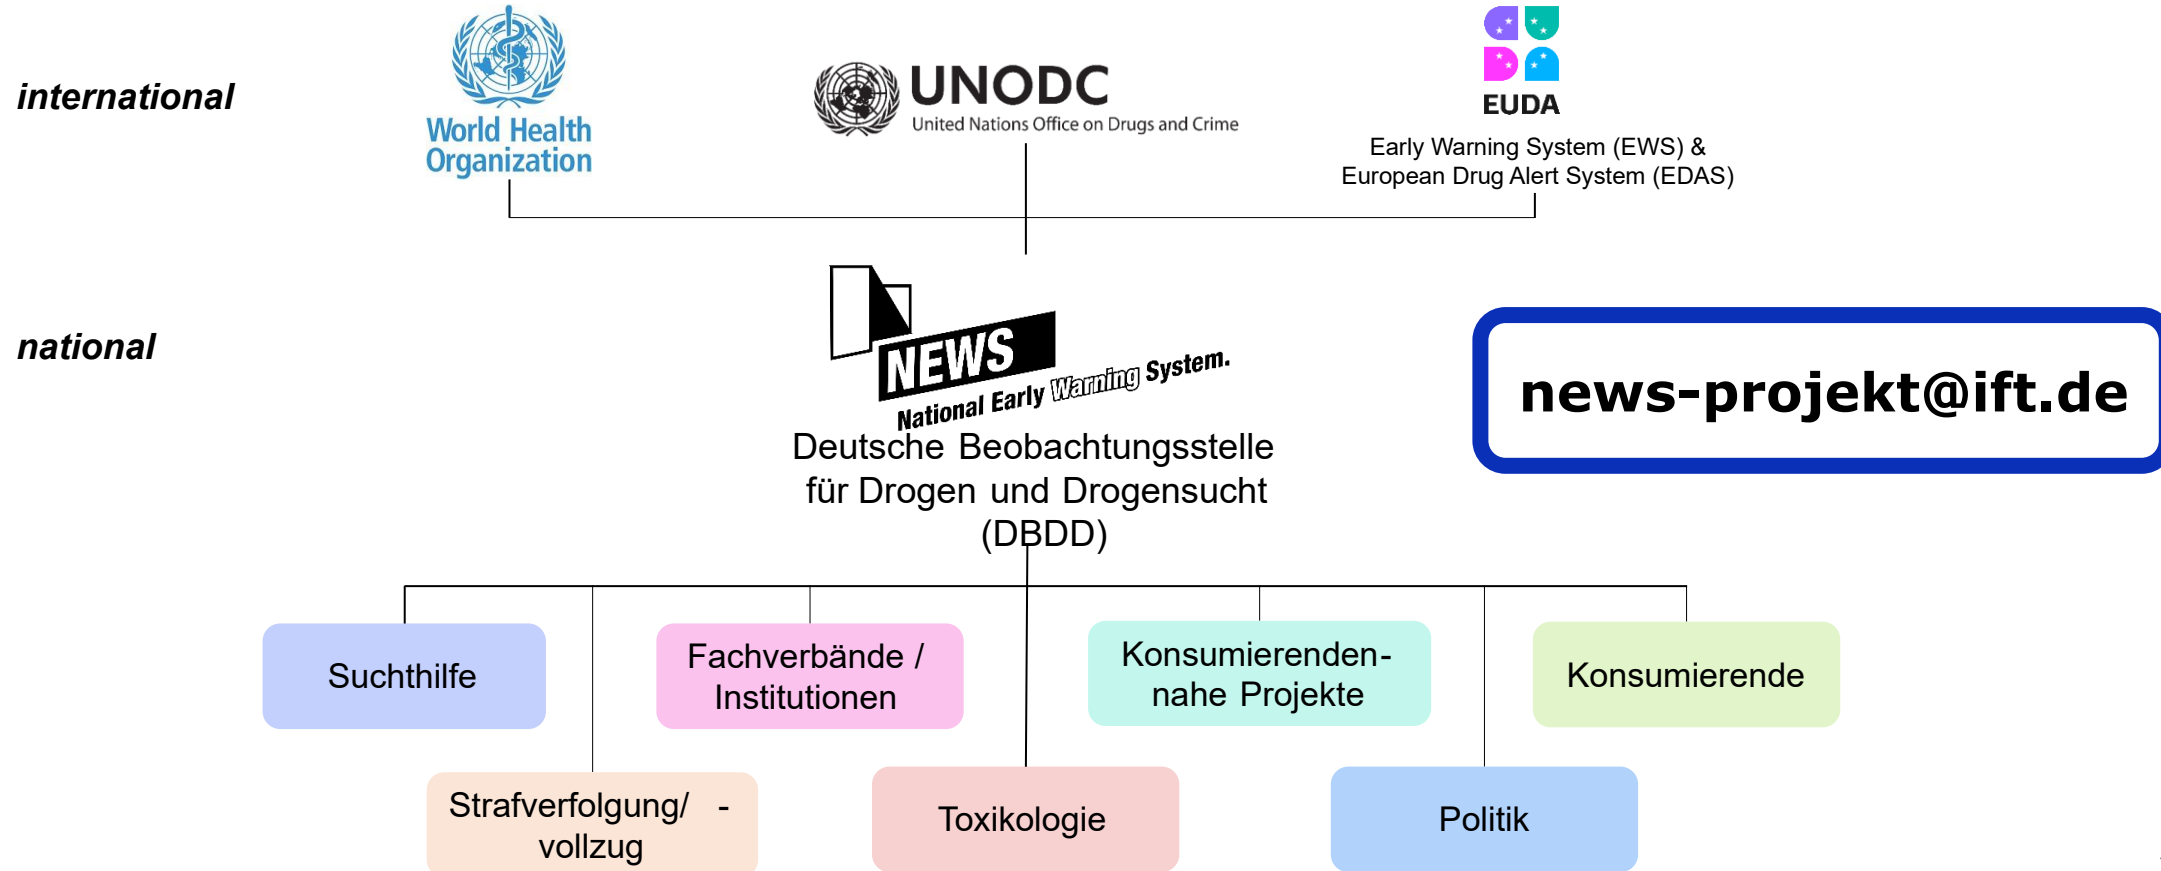 international
World Health
Organization
UNODC
United Nations Office on Drugs and Crime
EUDA
Early Warning System (EWS) &
European Drug Alert System (EDAS)
national
NEWS
National Early Warning System.
Deutsche Beobachtungsstelle
für Drogen und Drogensucht
(DBDD)
news-projekt@ift.de
Suchthilfe
Fachverbände /
Institutionen
Konsumierenden-
nahe Projekte
Konsumierende
Strafverfolgung/ -
vollzug
Toxikologie
Politik